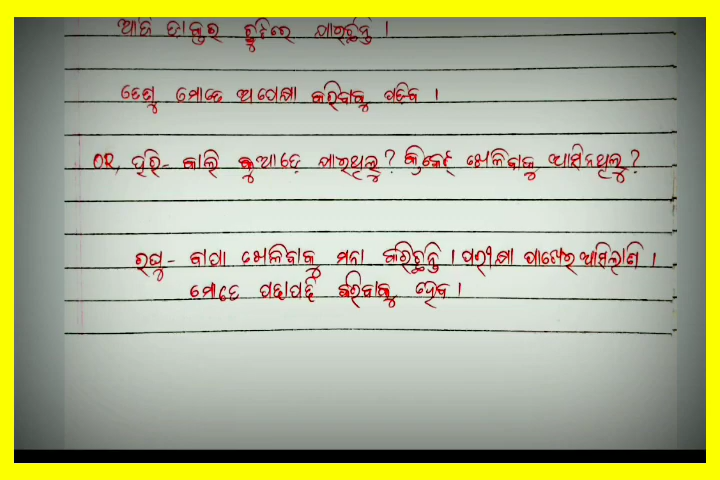 ଆଜି ଡାକ୍ତର ଛୁଟିରେ ଯାଇଛନ୍ତି ।
ତେଣୁ ମୋତେ ଅପେକ୍ଷା କରିବାକୁ ପଡିବ ।
OR, ହରି- କାଲି କୁଆଡ଼େ ଯାଇଥିଲୁ ? କ୍ରିକେଟ୍ ଖେଳିବାକୁ ଆସିନଥିଲୁ ?
ରଘୁ- ବାପା ଖେଳିବାକୁ ମନା କରିଛନ୍ତି । ପରୀକ୍ଷା ପାଖେଇ ଆସିଲାଣି ।
ମୋତେ ପଢାପଢି କରିବାକୁ ହେବ ।